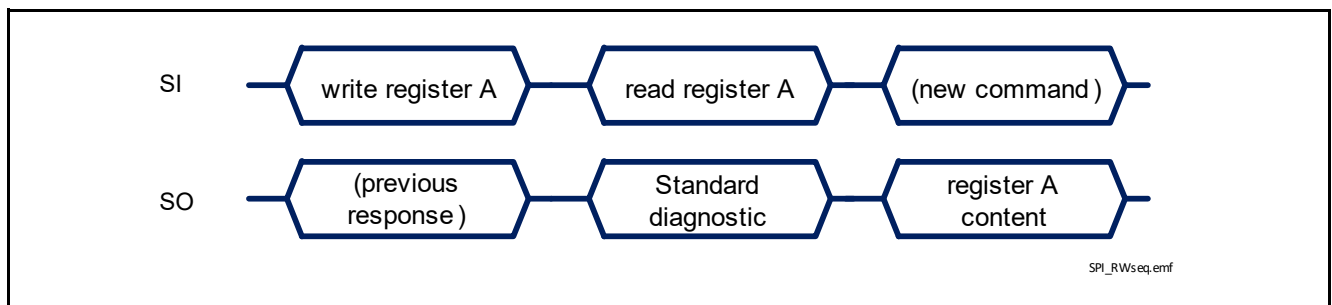 SI
write register A
read register A
(new command)
SO
(previous
response)
Standard
diagnostic
register A
content
SPI_RWseq.emf